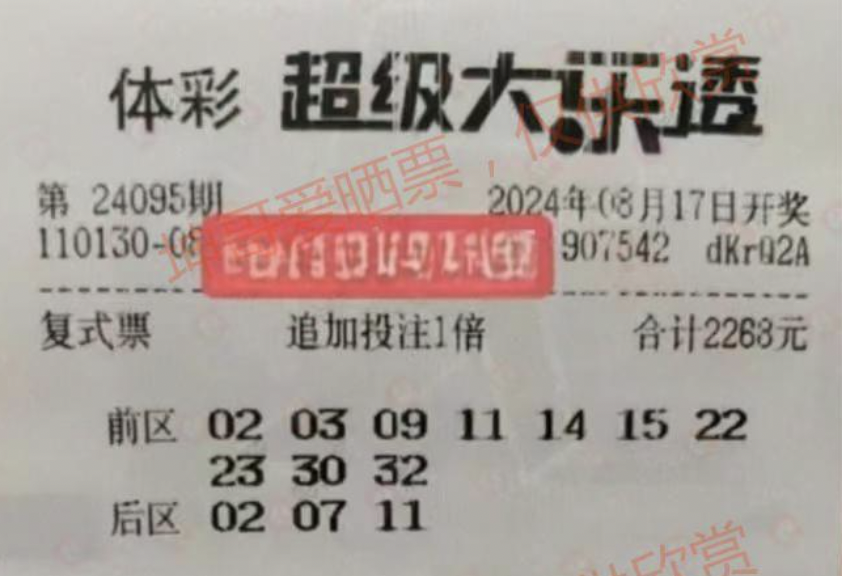 体彩 超级大乐透
第 24095期 2024年08月17日开奖
110130-08 907542 dKrQ2A
复式票 追加投注1倍 合计2268元
前区 02 03 09 11 14 15 22
23 30 32
后区 02 07 11
坤哥爱晒票，仅供欣赏
供欣赏